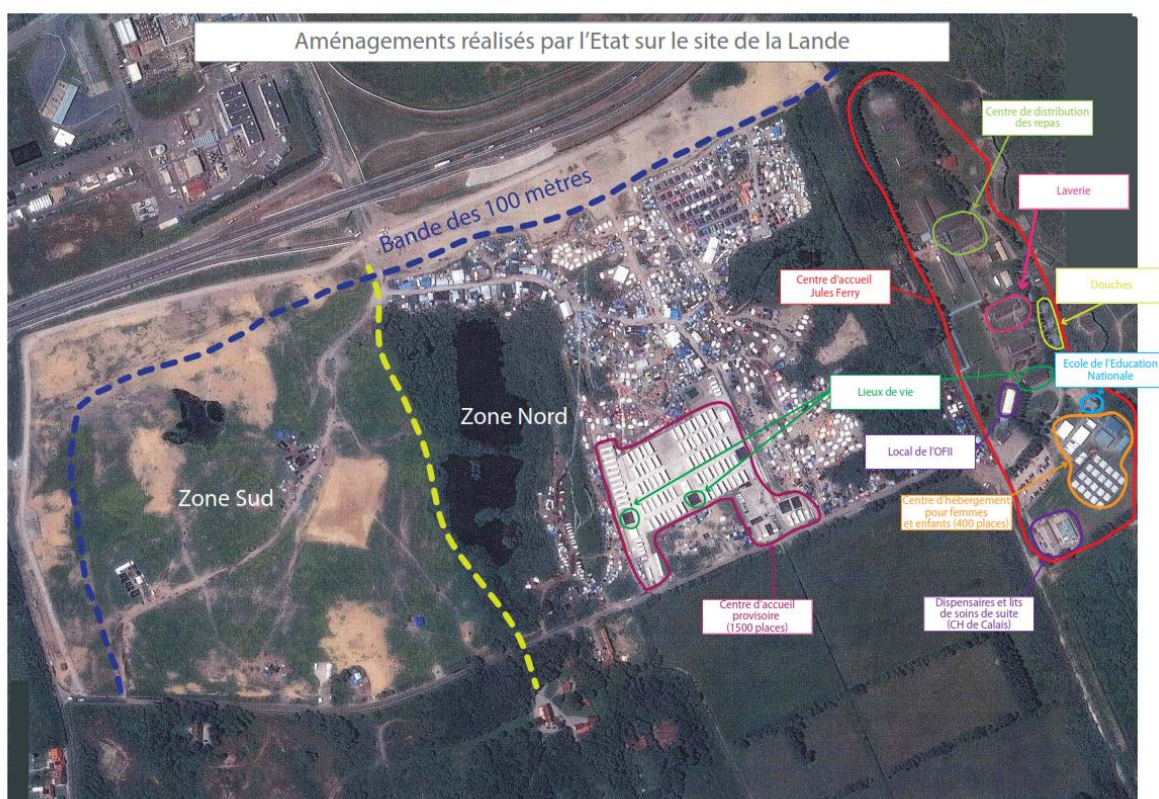 Aménagements réalisés par l'Etat sur le site de la Lande
Centre de distribution
des repas
Laverie
Bande des 100 mètres
Centre d'accueil
Jules Ferry
Douches
Ecole de l'Education
Nationale
Lieux de vie
Zone Nord
Local de l'OFII
Zone Sud
Centre d'hébergement
pour femmes
et enfants (400 places)
Centre d'accueil
provisoire
(1500 places)
Dispensaires et lits
de soins de suite
(CH de Calais)